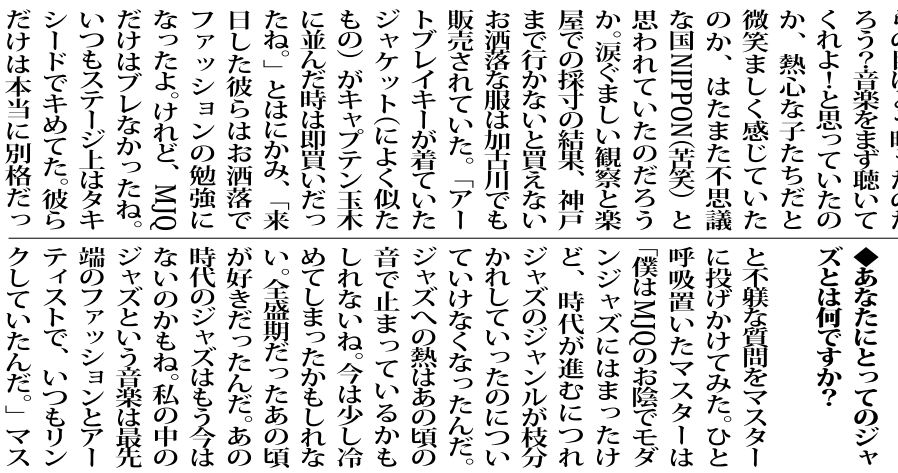 ろう？音楽をまず聴いて
くれよ！と思っていたの
か、熱心な子たちだと
微笑ましく感じていた
のか、はたまた不思議
な国NIPPON（苦笑）と
思われていたのだろう
か。涙ぐましい観察と楽
屋での採寸の結果、神戸
まで行かないと買えない
お洒落な服は加古川でも
販売されていた。「アー
トブレイキーが着ていた
ジャケット（によく似た
もの）がキャプテン玉木
に並んだ時は即買いだっ
たね。」とはにかみ、「来
日した彼らはお洒落で
ファッションの勉強に
なったよ。けれど、MJQ
だけはブレなかったね。
いつもステージ上はタキ
シードでキめてた。彼ら
だけは本当に別格だっ
◆あなたにとってのジャ
ズとは何ですか？
と不躾な質問をマスター
に投げかけてみた。ひと
呼吸置いたマスターは
「僕はMJQのお陰でモダ
ンジャズにはまったけ
ど、時代が進むにつれ
ジャズのジャンルが枝分
かれしていったのについ
ていけなくなったんだ。
ジャズへの熱はあの頃の
音で止まっているかも
しれないね。今は少し冷
めてしまったかもしれな
い。全盛期だったあの頃
が好きだったんだ。あの
時代のジャズはもう今は
ないのかもね。私の中の
ジャズという音楽は最先
端のファッションとアー
ティストで、いつもリン
クしていたんだ。」マス